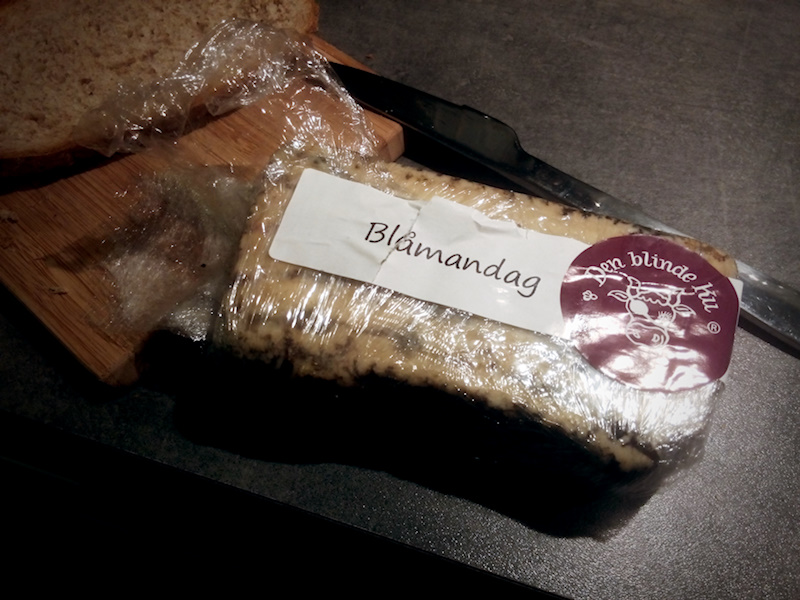 Blåmandag
Den blinde Ku
®